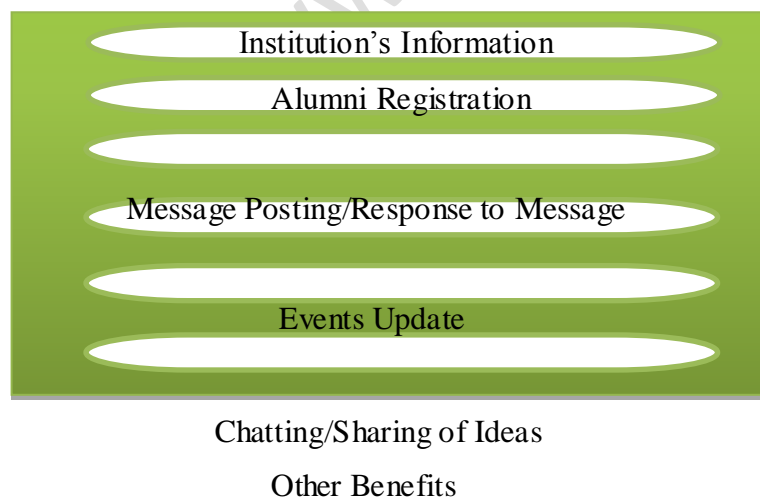 Institution's Information
Alumni Registration
Message Posting/Response to Message
Events Update
Chatting/Sharing of Ideas
Other Benefits